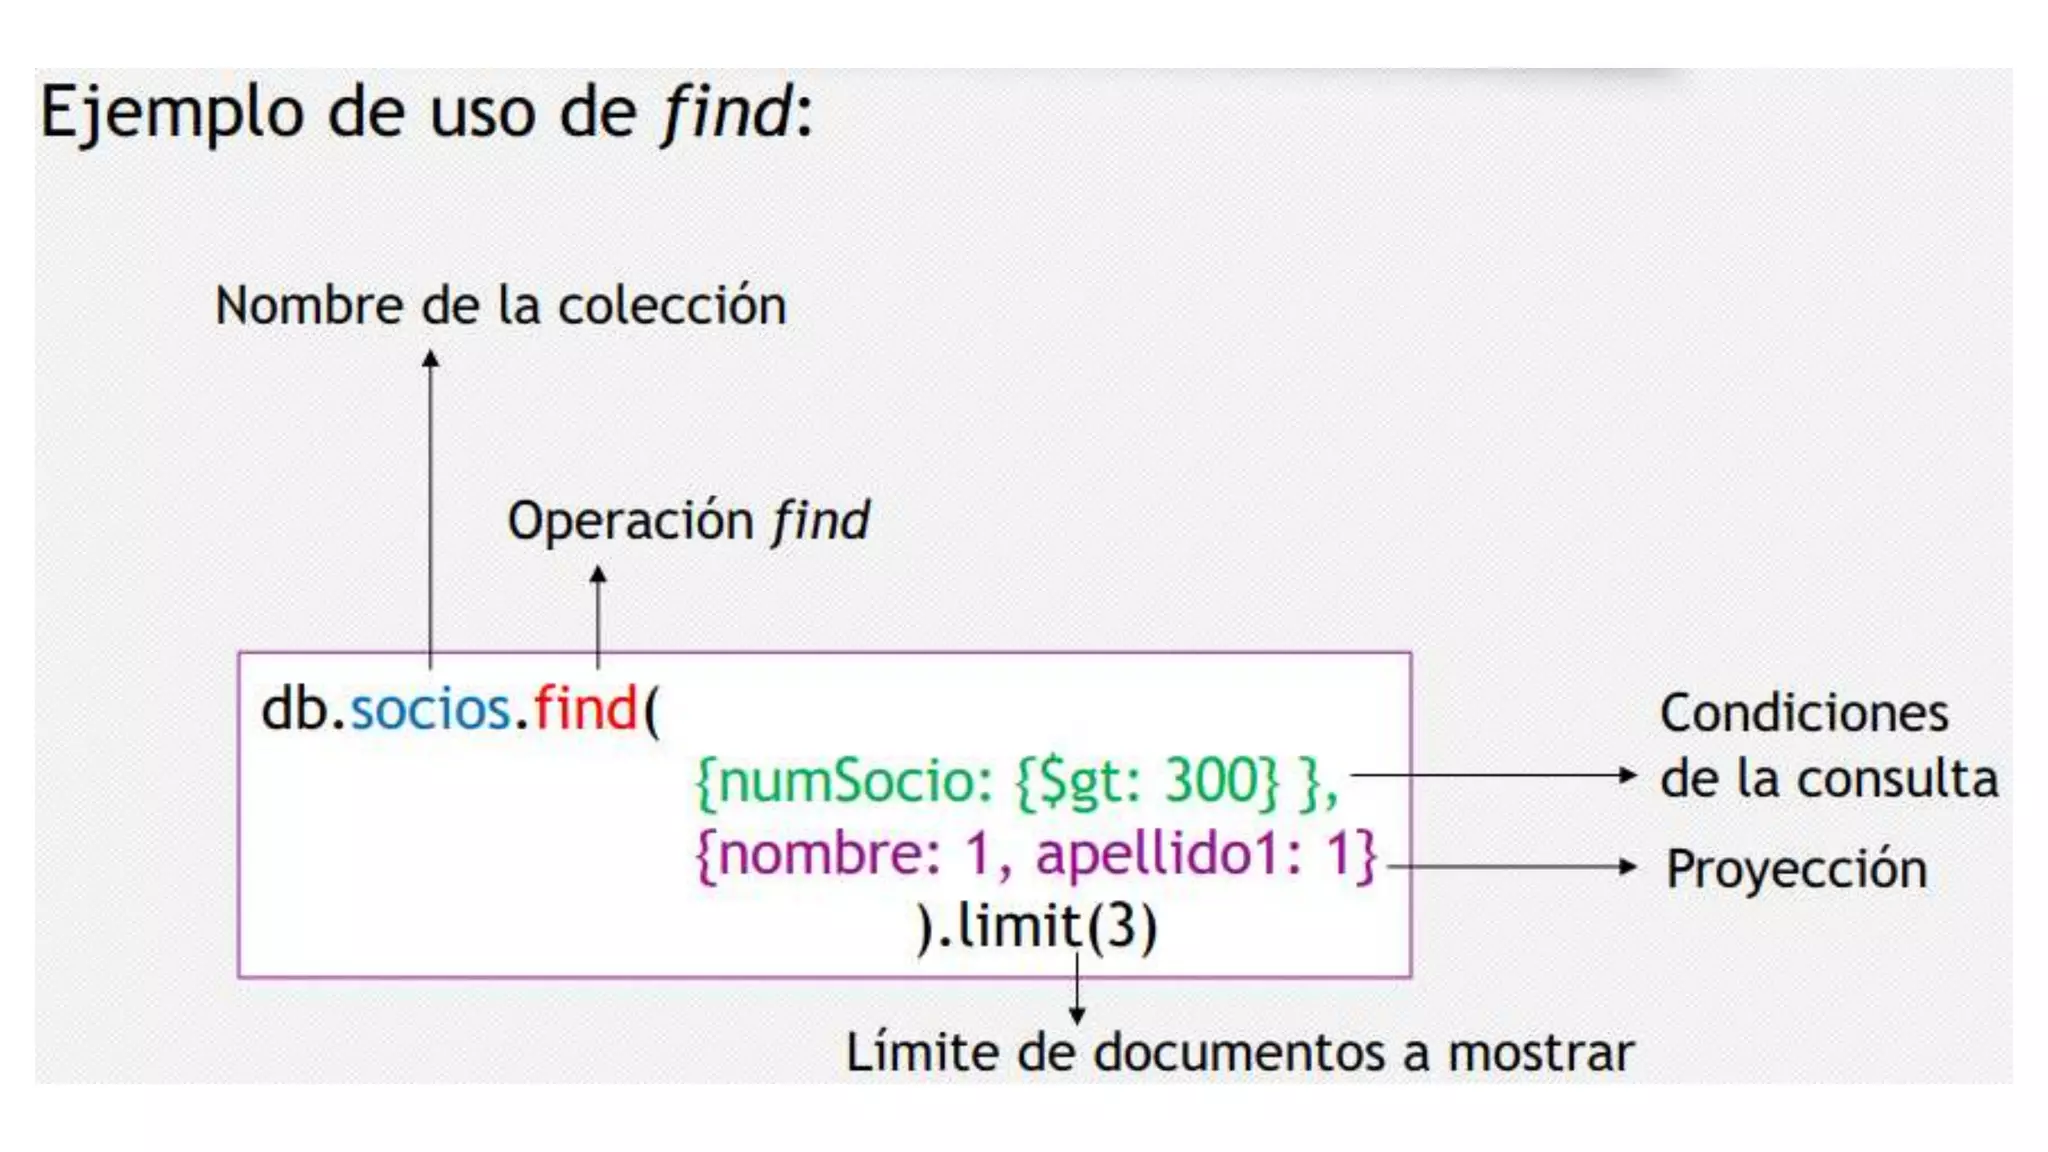 Ejemplo de uso de find:
Nombre de la colección
Operación find
db.socios.find(
{numSocio: {$gt: 300} },
{nombre: 1, apellido1: 1}
).limit(3)
Condiciones
de la consulta
Proyección
Límite de documentos a mostrar